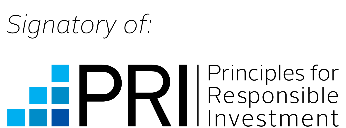 Signatory of:
PRI
Principles for
Responsible
Investment